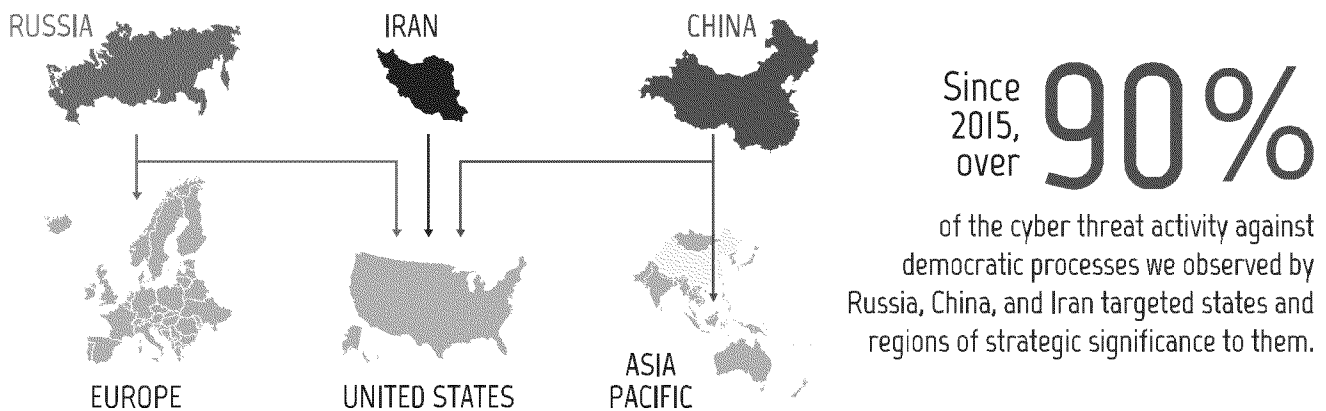 RUSSIA
IRAN
CHINA
EUROPE
UNITED STATES
ASIA
PACIFIC
Since
2015,
over
90%
of the cyber threat activity against
democratic processes we observed by
Russia, China, and Iran targeted states and
regions of strategic significance to them.